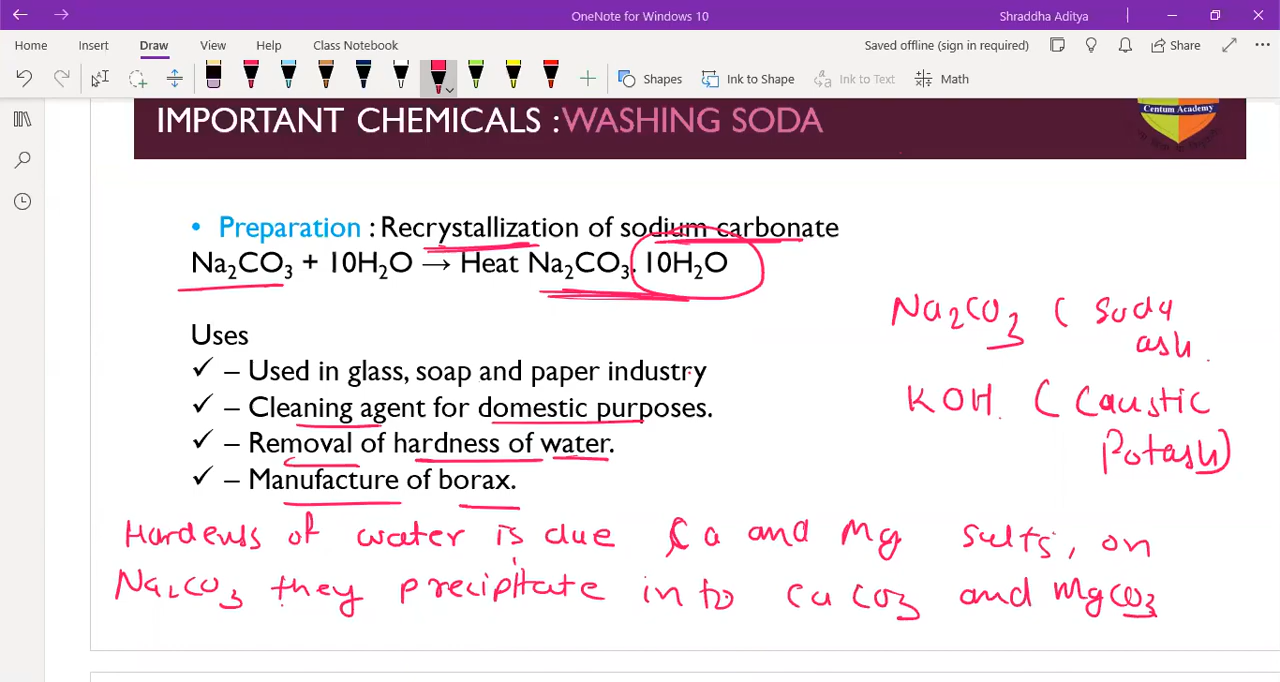 OneNote for Windows 10
Shraddha Aditya
Home Insert Draw View Help Class Notebook
Saved offline (sign in required) Share
Shapes Ink to Shape Ink to Text Math
IMPORTANT CHEMICALS : WASHING SODA
Centum Academy
• Preparation : Recrystallization of sodium carbonate
Na₂CO₃ + 10H₂O → Heat Na₂CO₃. 10H₂O
Uses
✓ – Used in glass, soap and paper industry
✓ – Cleaning agent for domestic purposes.
✓ – Removal of hardness of water.
✓ – Manufacture of borax.
Na₂CO₃ ( Soda
ash
KOH. ( Caustic
Potash)
Hardenss of water is due Ca and Mg salts, on
Na₂CO₃ they precipitate into CaCO₃ and MgCO₃